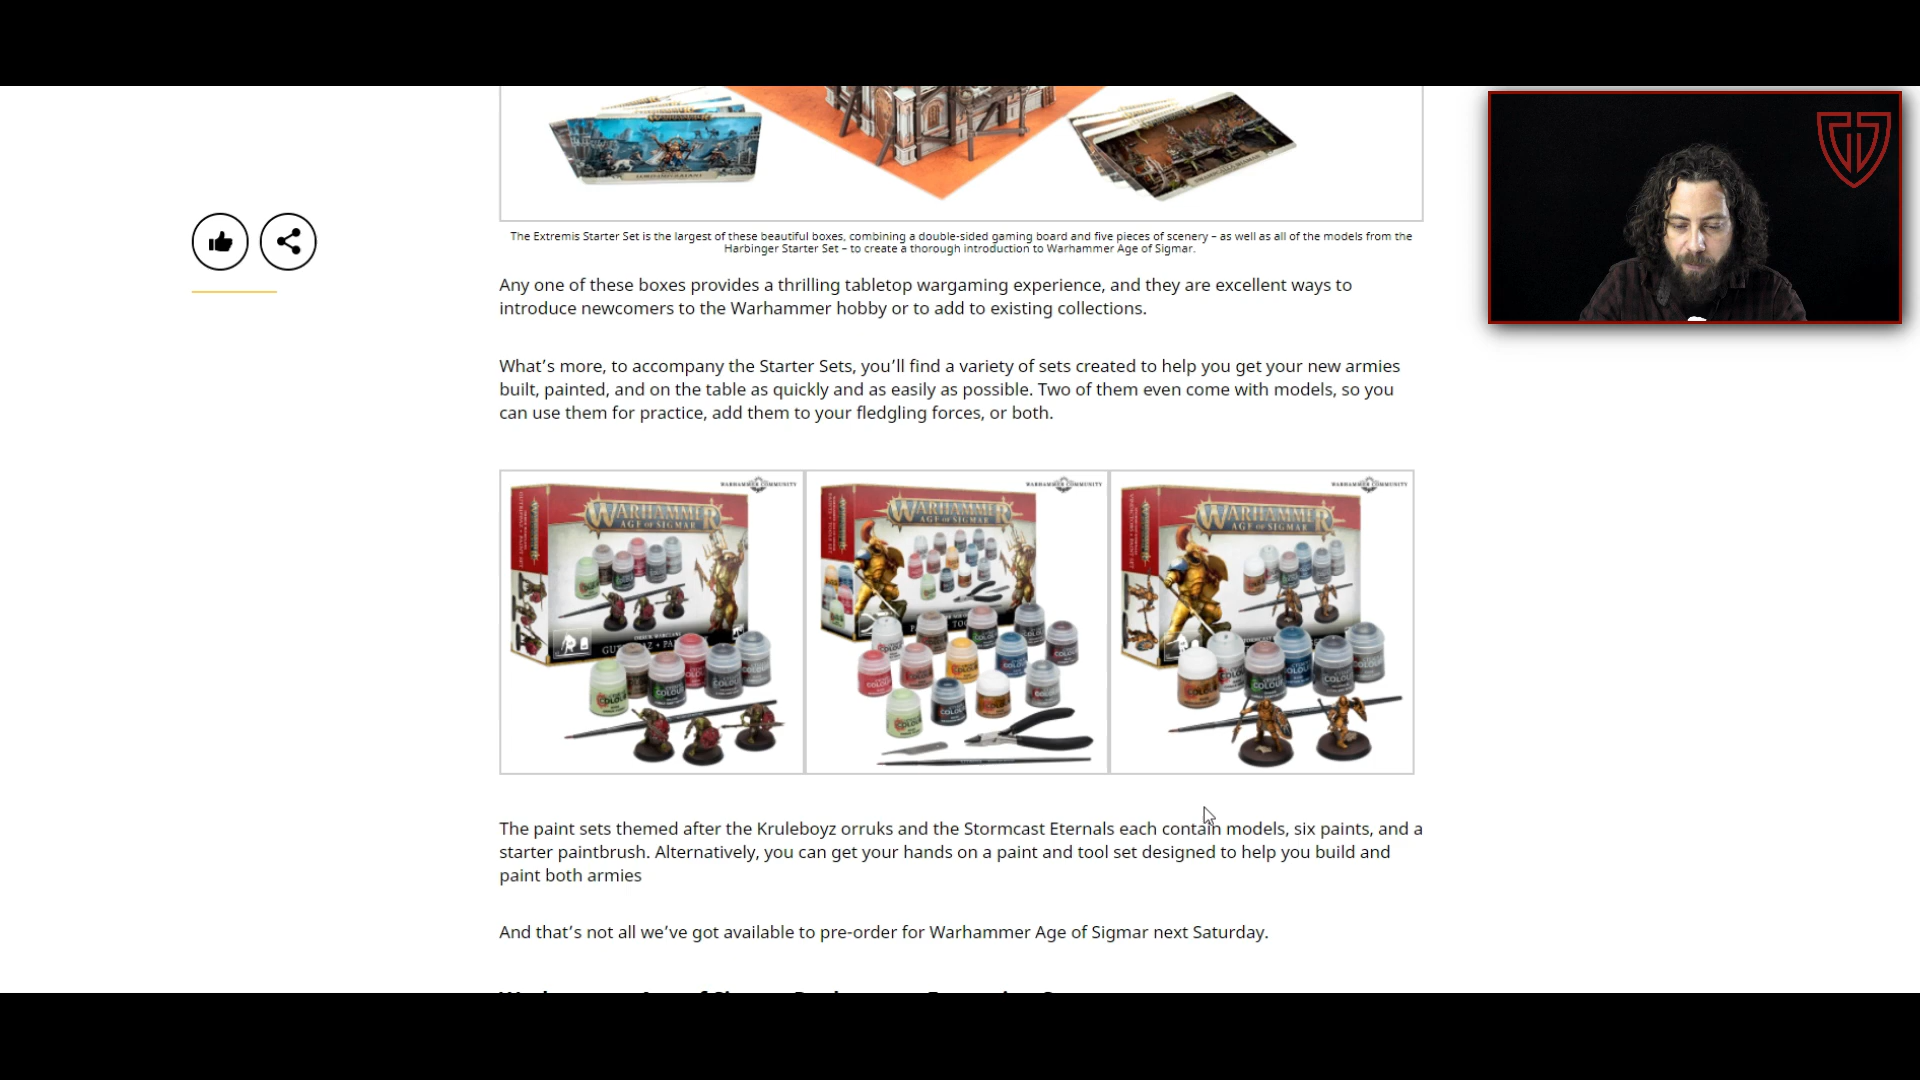 The Extremis Starter Set is the largest of these beautiful boxes, combining a double-sided gaming board and five pieces of scenery – as well as all of the models from the
Harbinger Starter Set – to create a thorough introduction to Warhammer Age of Sigmar.
Any one of these boxes provides a thrilling tabletop wargaming experience, and they are excellent ways to
introduce newcomers to the Warhammer hobby or to add to existing collections.
What’s more, to accompany the Starter Sets, you’ll find a variety of sets created to help you get your new armies
built, painted, and on the table as quickly and as easily as possible. Two of them even come with models, so you
can use them for practice, add them to your fledgling forces, or both.
WARHAMMER COMMUNITY
WARHAMMER
AGE OF SIGMAR
COLOUR
WARHAMMER COMMUNITY
WARHAMMER
AGE OF SIGMAR
COLOUR
WARHAMMER COMMUNITY
WARHAMMER
AGE OF SIGMAR
COLOUR
The paint sets themed after the Kruleboyz orruks and the Stormcast Eternals each contain models, six paints, and a
starter paintbrush. Alternatively, you can get your hands on a paint and tool set designed to help you build and
paint both armies
And that’s not all we’ve got available to pre-order for Warhammer Age of Sigmar next Saturday.